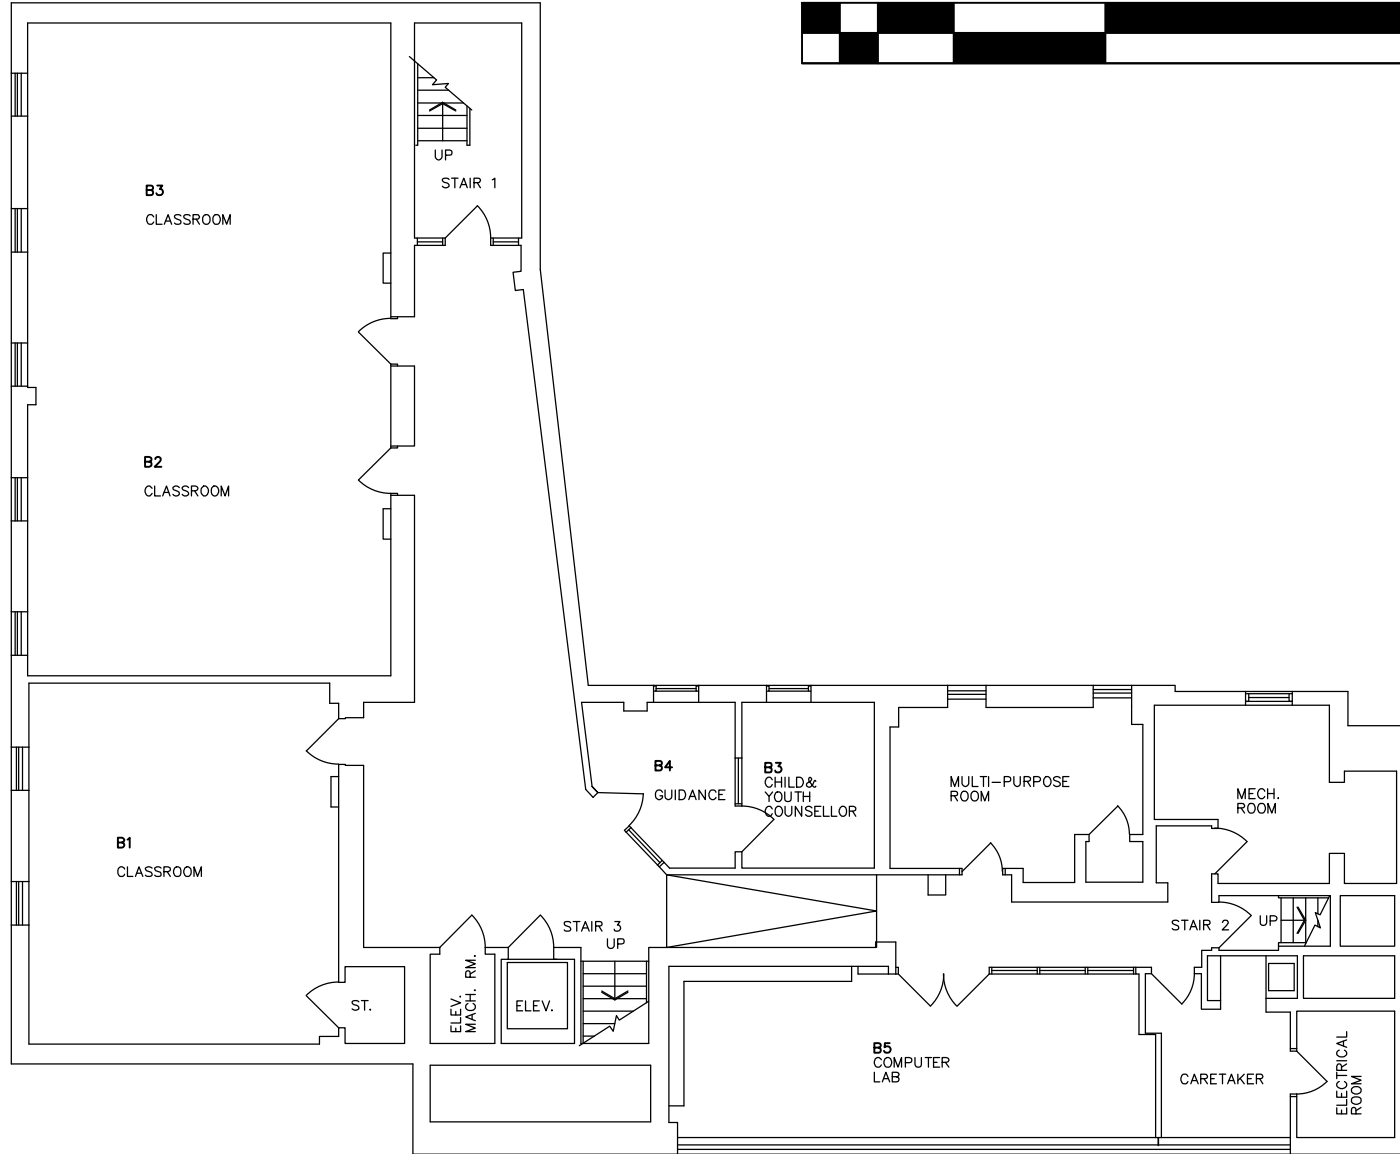 UP
STAIR 1
B3
CLASSROOM
B2
CLASSROOM
B4
GUIDANCE
B3
CHILD&
YOUTH
COUNSELLOR
MULTI-PURPOSE
ROOM
MECH.
ROOM
B1
CLASSROOM
STAIR 3
UP
STAIR 2
UP
ST.
ELEV.
MACH. RM.
ELEV.
B5
COMPUTER
LAB
CARETAKER
ELECTRICAL
ROOM